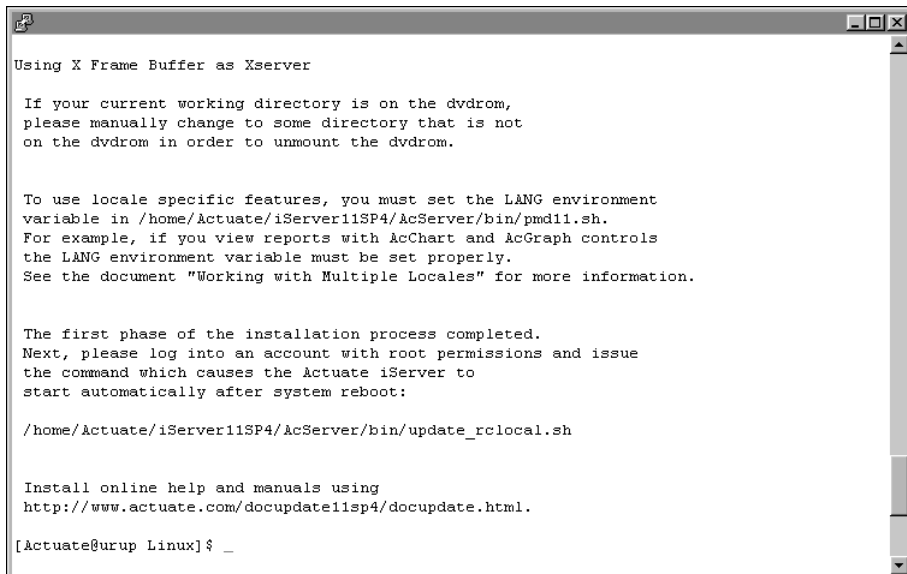 Using X Frame Buffer as Xserver
If your current working directory is on the dvdrom,
please manually change to some directory that is not
on the dvdrom in order to unmount the dvdrom.
To use locale specific features, you must set the LANG environment
variable in /home/Actuate/iServer11SP4/AcServer/bin/pmd11.sh.
For example, if you view reports with AcChart and AcGraph controls
the LANG environment variable must be set properly.
See the document "Working with Multiple Locales" for more information.
The first phase of the installation process completed.
Next, please log into an account with root permissions and issue
the command which causes the Actuate iServer to
start automatically after system reboot:
/home/Actuate/iServer11SP4/AcServer/bin/update_rclocal.sh
Install online help and manuals using
http://www.actuate.com/docupdate11sp4/docupdate.html.
[Actuate@urup Linux]$ _